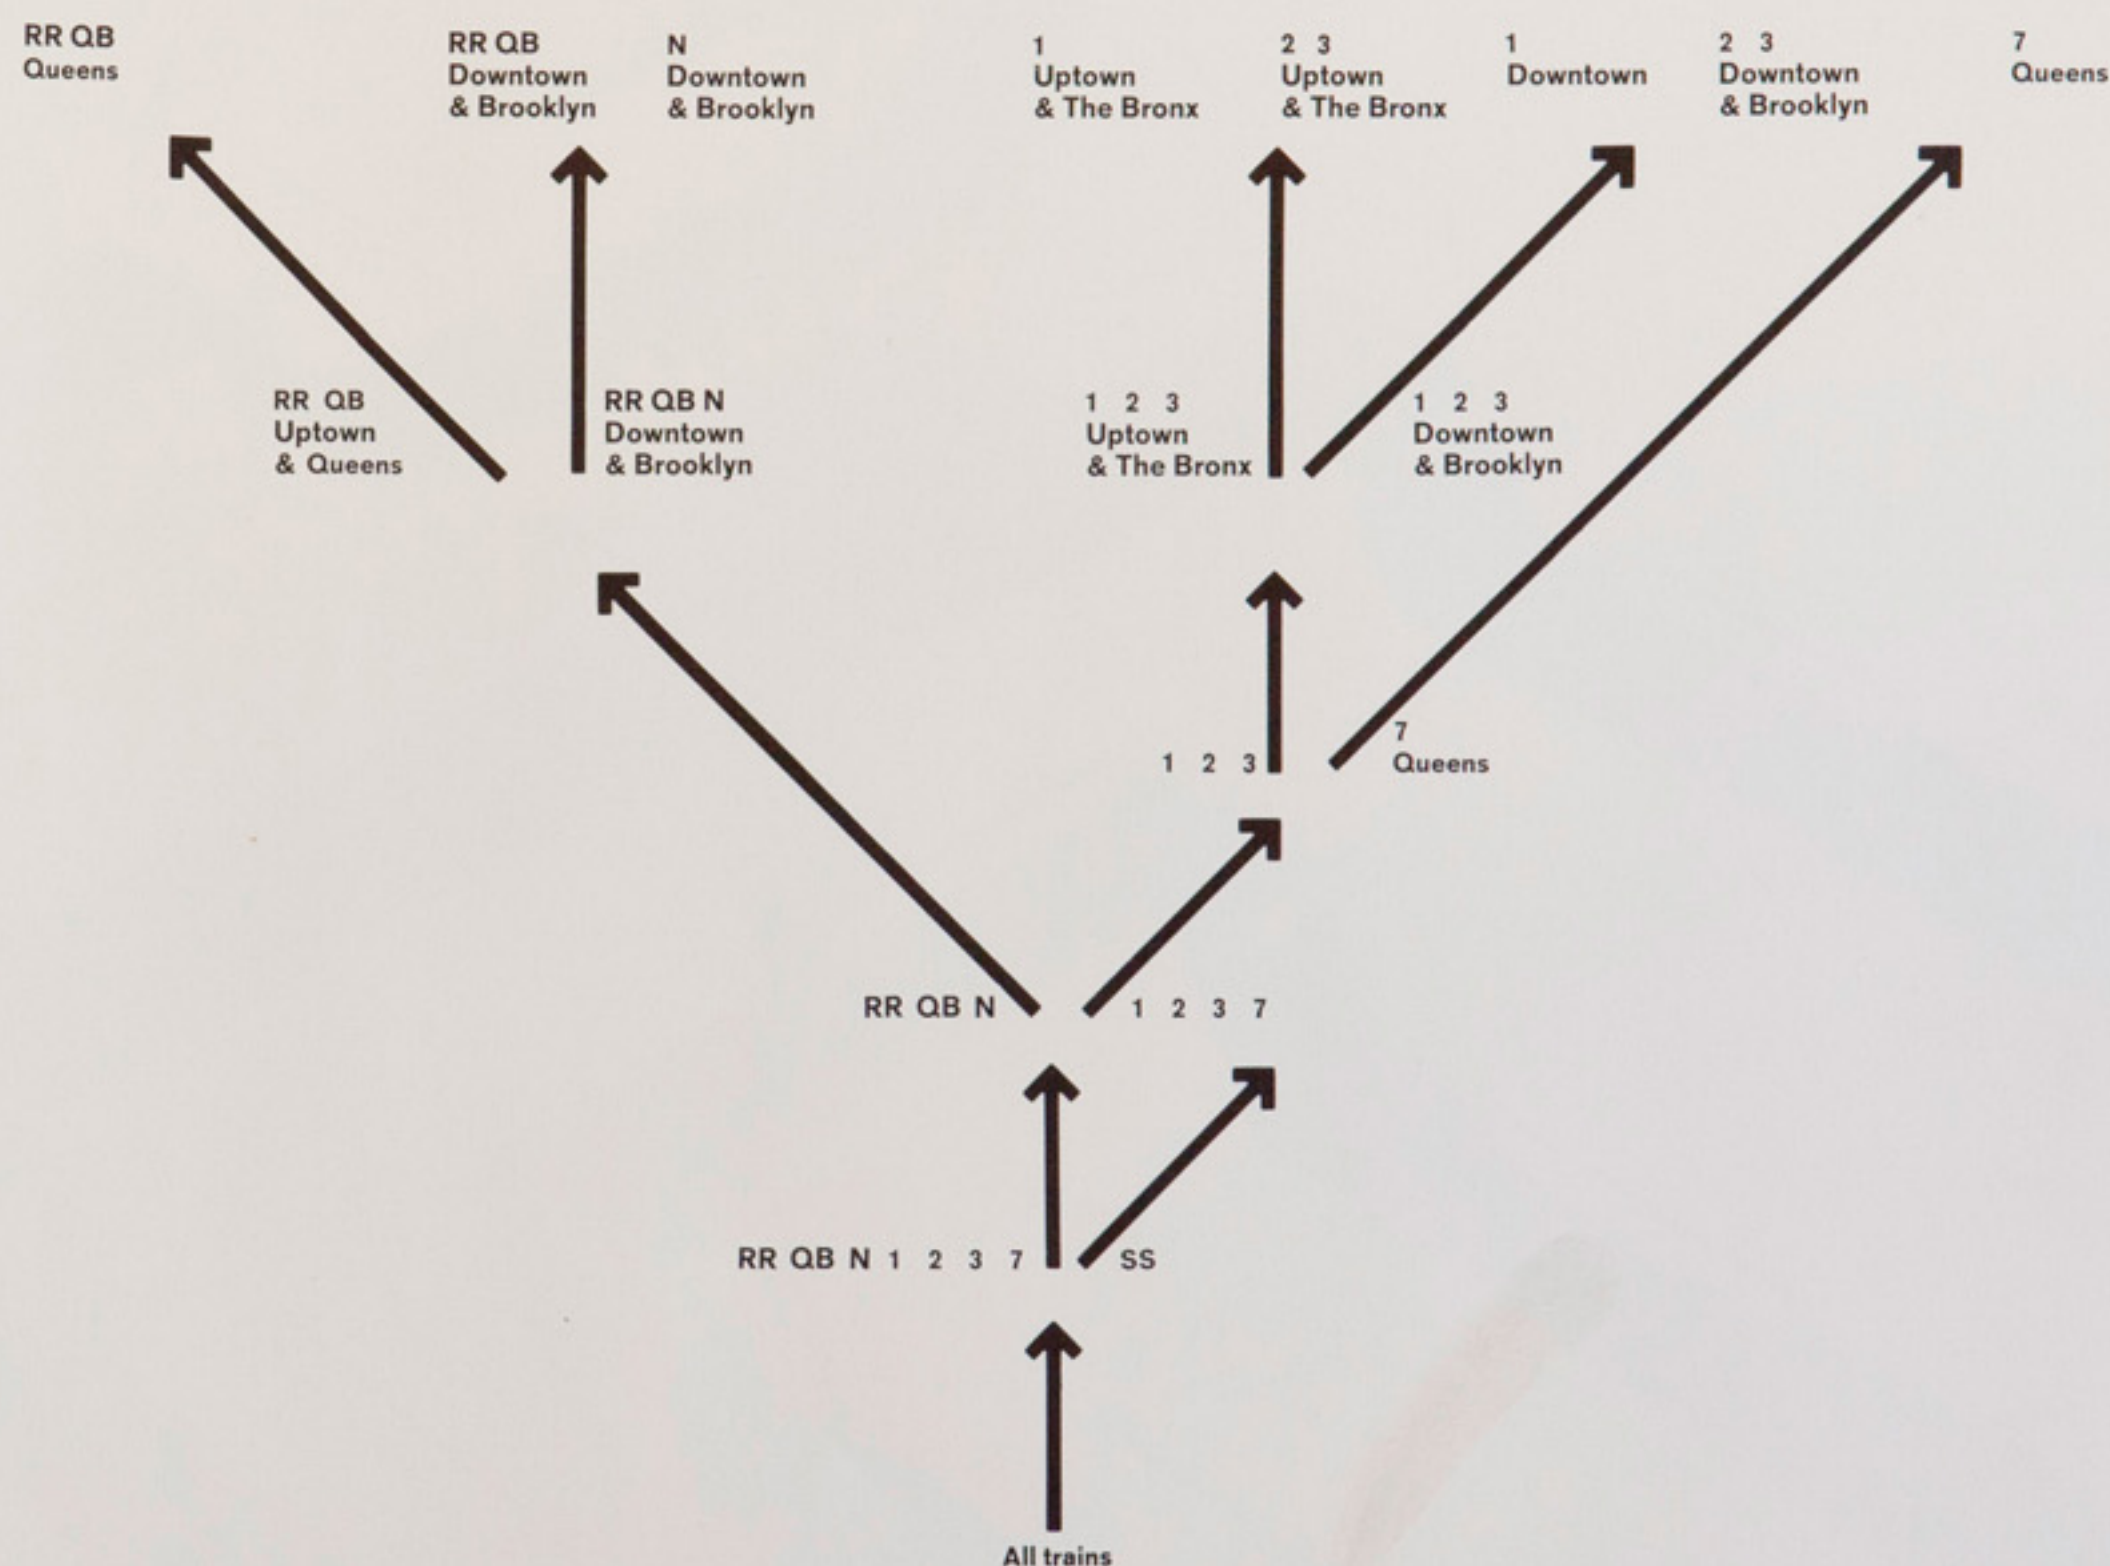 RR QB
Queens
RR QB
Downtown
& Brooklyn
N
Downtown
& Brooklyn
1
Uptown
& The Bronx
2 3
Uptown
& The Bronx
1
Downtown
2 3
Downtown
& Brooklyn
7
Queens
RR QB
Uptown
& Queens
RR QB N
Downtown
& Brooklyn
1 2 3
Uptown
& The Bronx
1 2 3
Downtown
& Brooklyn
1 2 3
7
Queens
RR QB N
1 2 3 7
RR QB N 1 2 3 7
SS
All trains